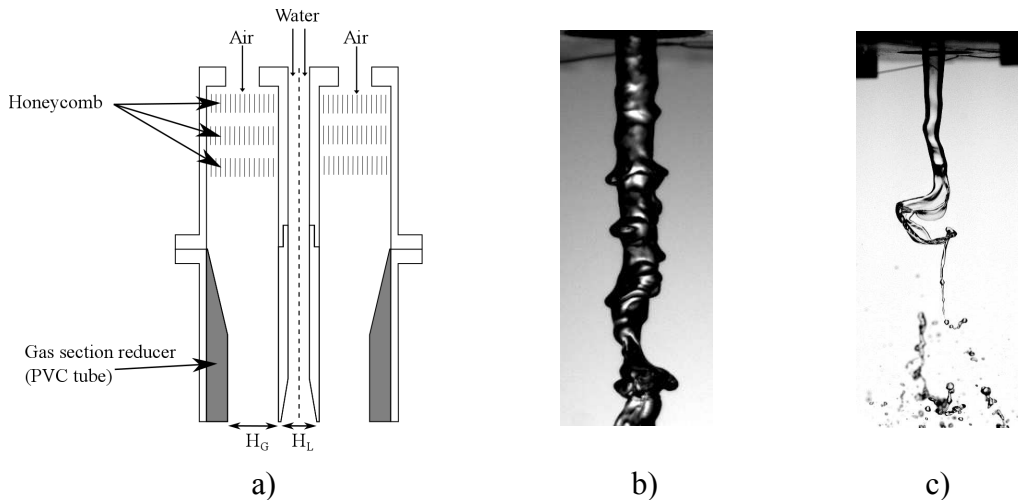 Water
Air
Air
Honeycomb
Gas section reducer
(PVC tube)
H_G
H_L
a)
b)
c)